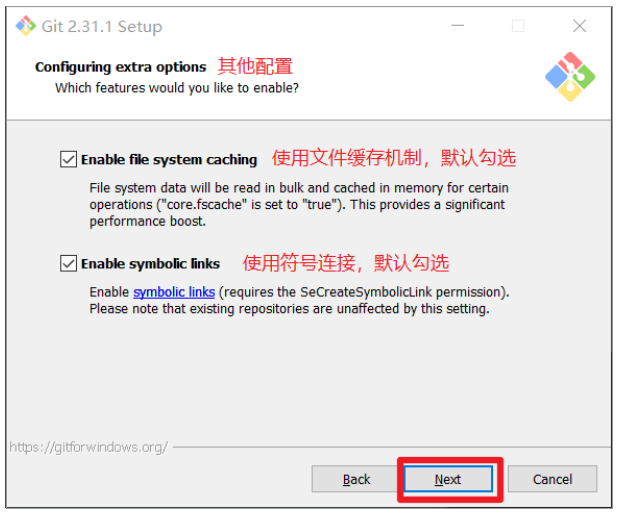 Git 2.31.1 Setup
Configuring extra options 其他配置
Which features would you like to enable?
Enable file system caching 使用文件缓存机制，默认勾选
File system data will be read in bulk and cached in memory for certain
operations ("core.fscache" is set to "true"). This provides a significant
performance boost.
Enable symbolic links 使用符号连接，默认勾选
Enable symbolic links (requires the SeCreateSymbolicLink permission).
Please note that existing repositories are unaffected by this setting.
https://gitforwindows.org/
Back Next Cancel